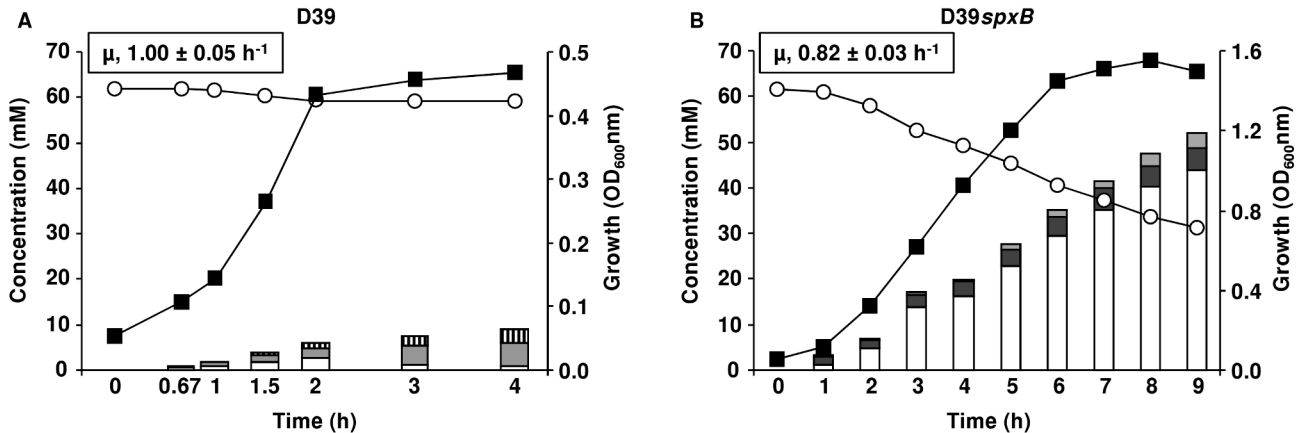 A
D39
μ, 1.00 ± 0.05 h-1
Concentration (mM)
70
60
50
40
30
20
10
0
0 0.67 1 1.5 2 3 4
Time (h)
0.5
0.4
0.3
0.2
0.1
0.0
Growth (OD600nm)
B
D39spxB
μ, 0.82 ± 0.03 h-1
Concentration (mM)
70
60
50
40
30
20
10
0
0 1 2 3 4 5 6 7 8 9
Time (h)
1.6
1.2
0.8
0.4
0.0
Growth (OD600nm)